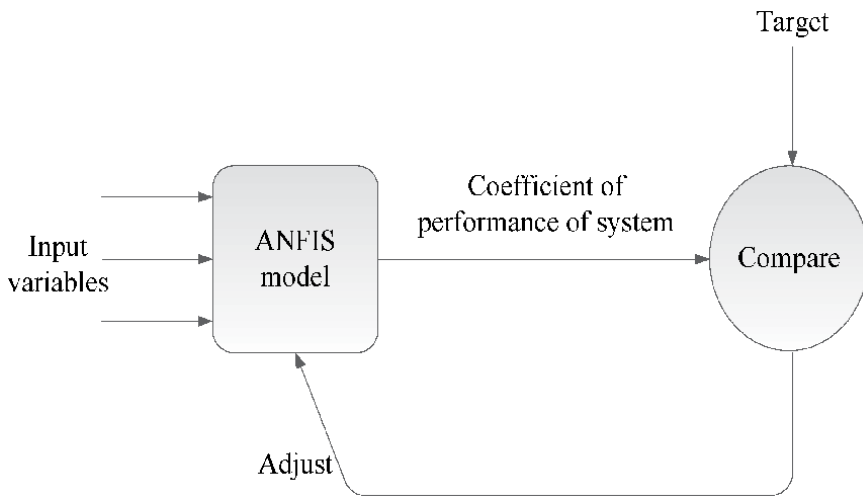 Target
Coefficient of
performance of system
Input
variables
ANFIS
model
Compare
Adjust